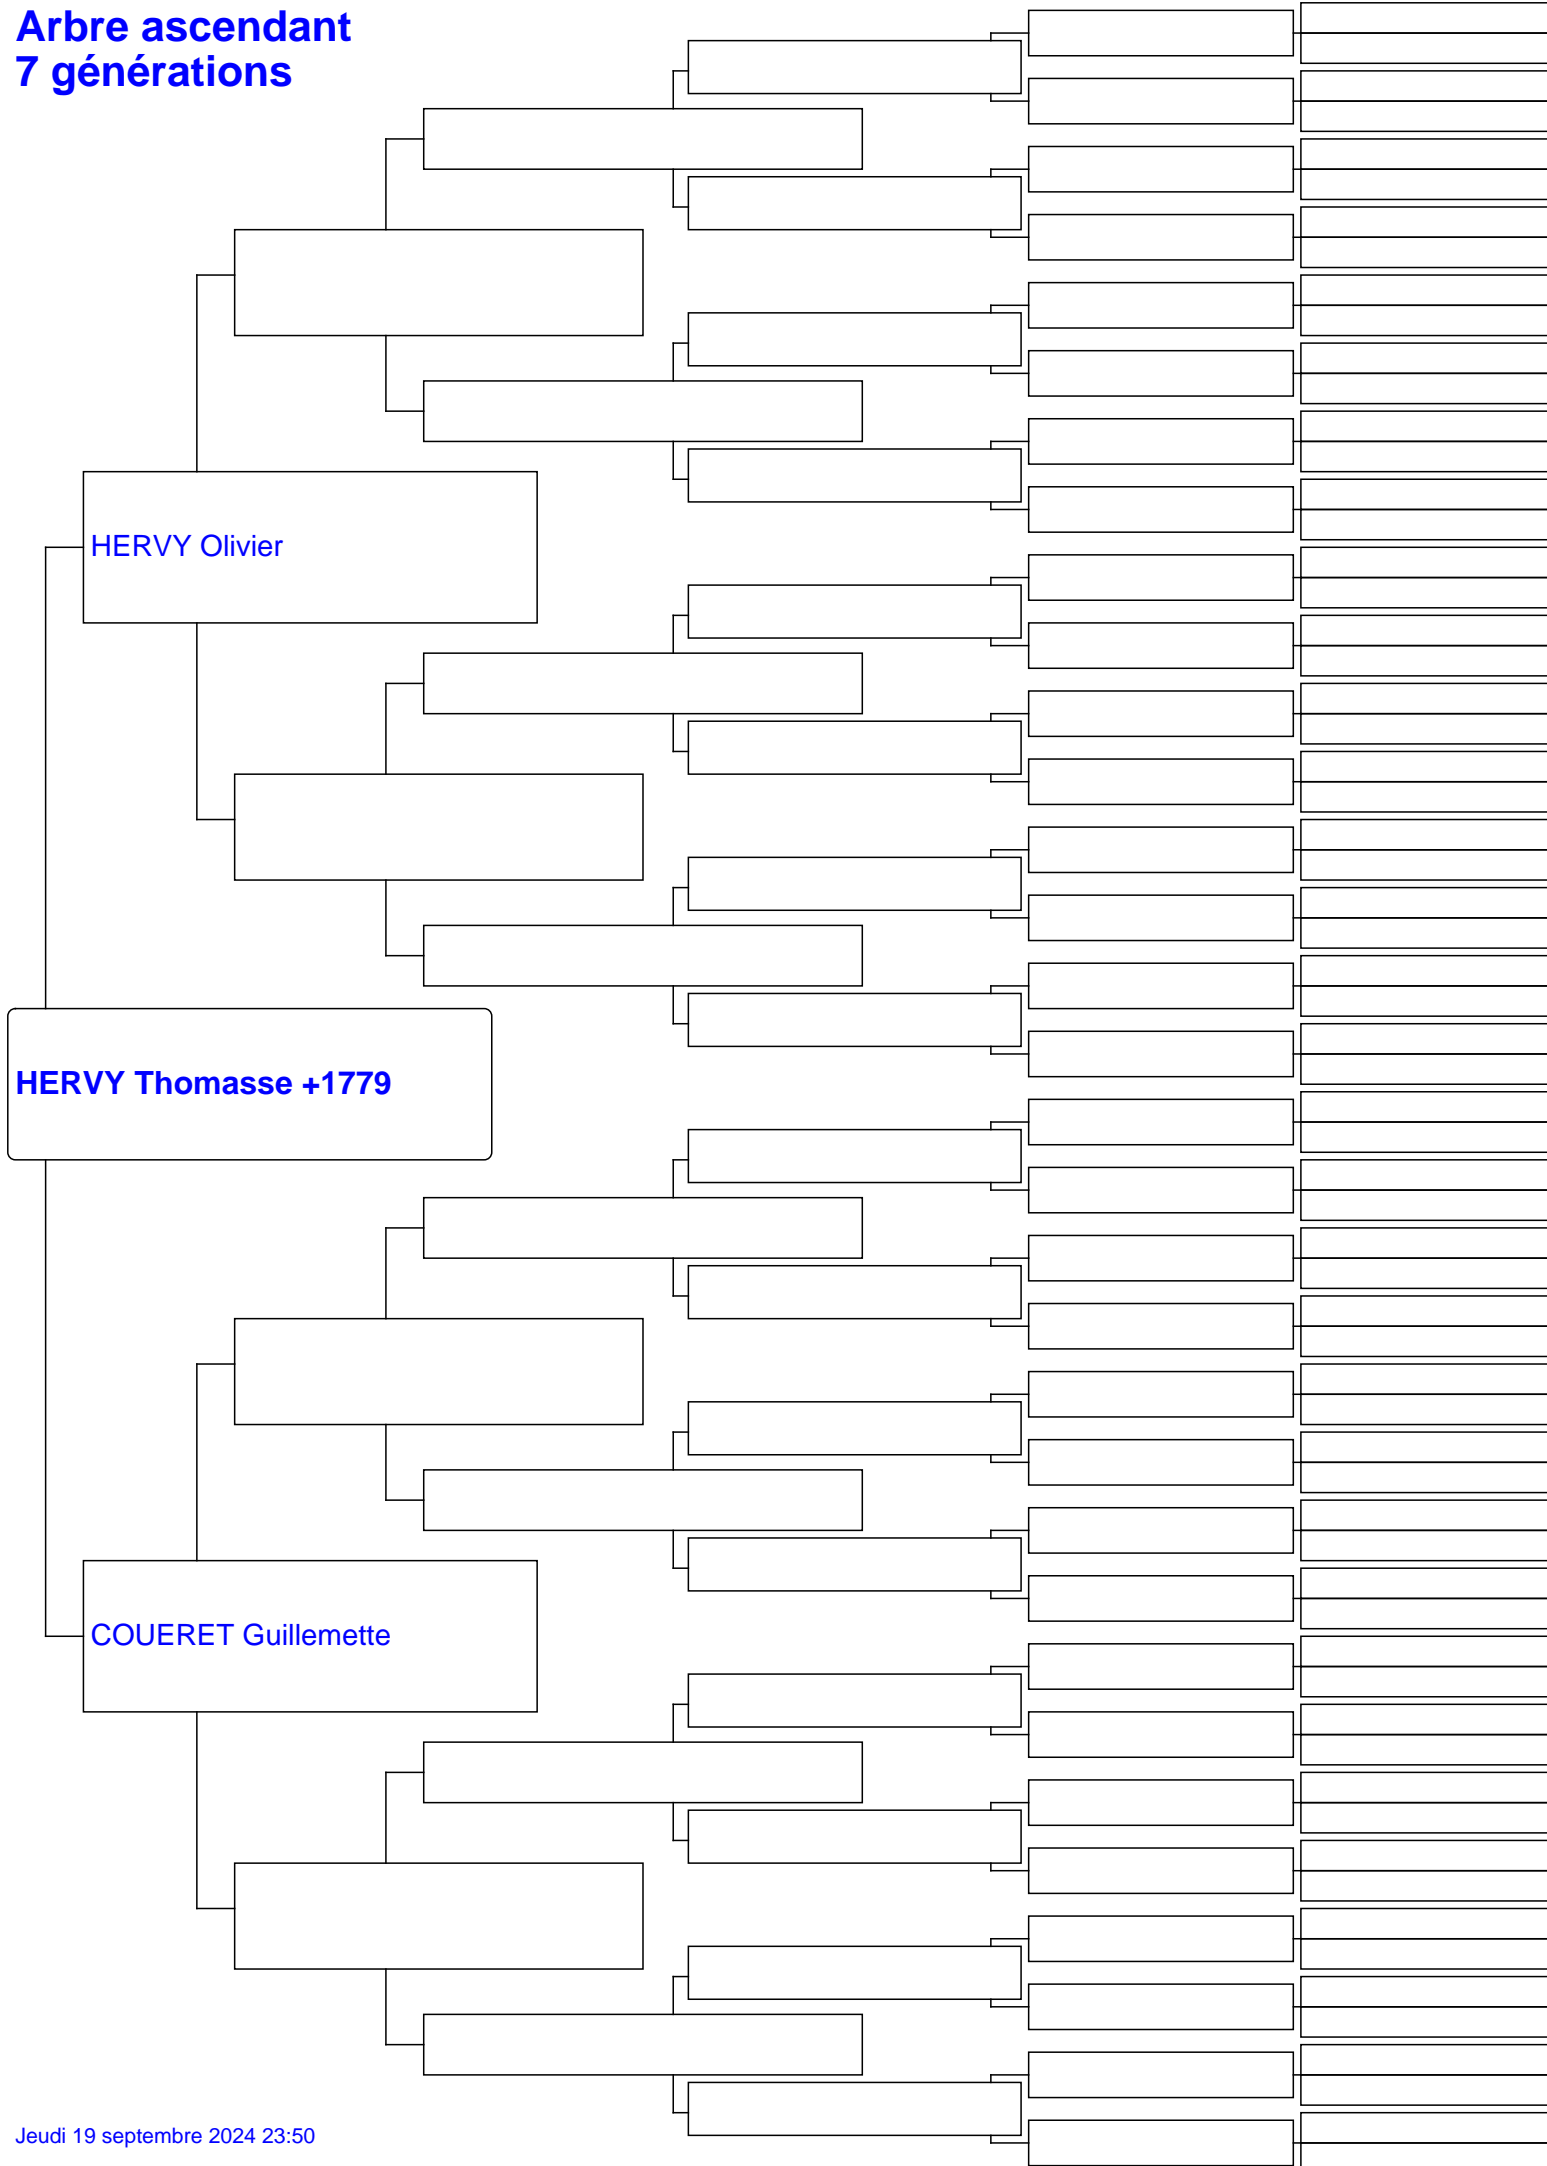 Arbre ascendant
7 générations
HERVY Olivier
HERVY Thomasse +1779
COUERET Guillemette
Jeudi 19 septembre 2024 23:50